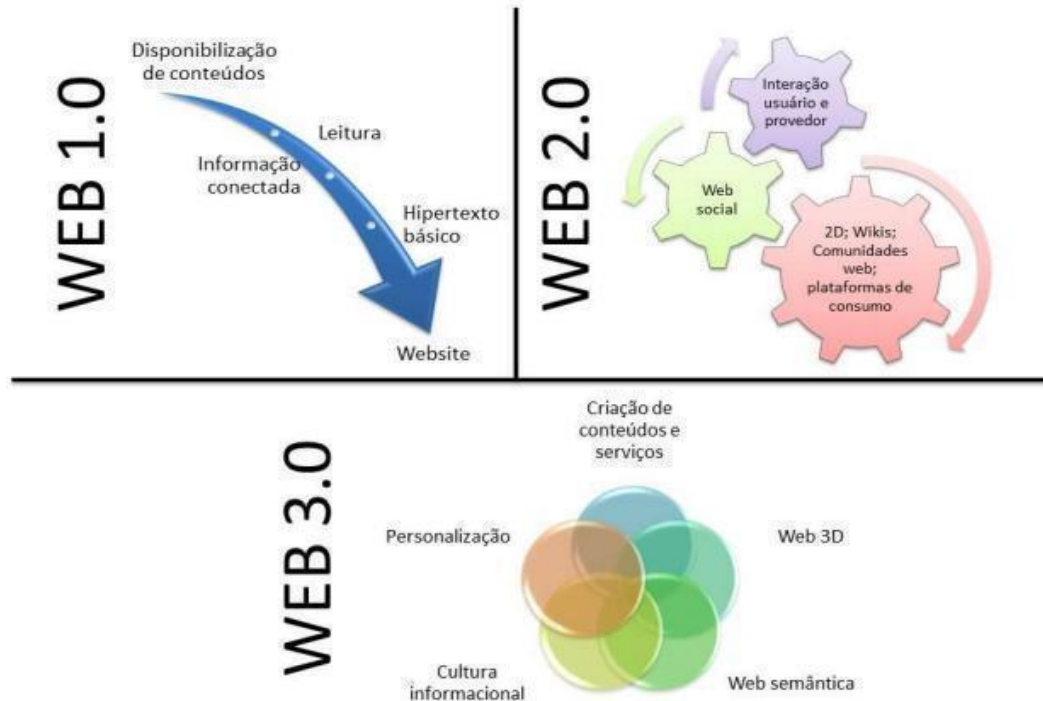 WEB 1.0
Disponibilização
de conteúdos
Leitura
Informação
conectada
Hipertexto
básico
Website
WEB 2.0
Interação
usuário e
provedor
Web
social
2D; Wikis;
Comunidades
web;
plataformas de
consumo
WEB 3.0
Criação de
conteúdos e
serviços
Personalização
Web 3D
Cultura
informacional
Web semântica